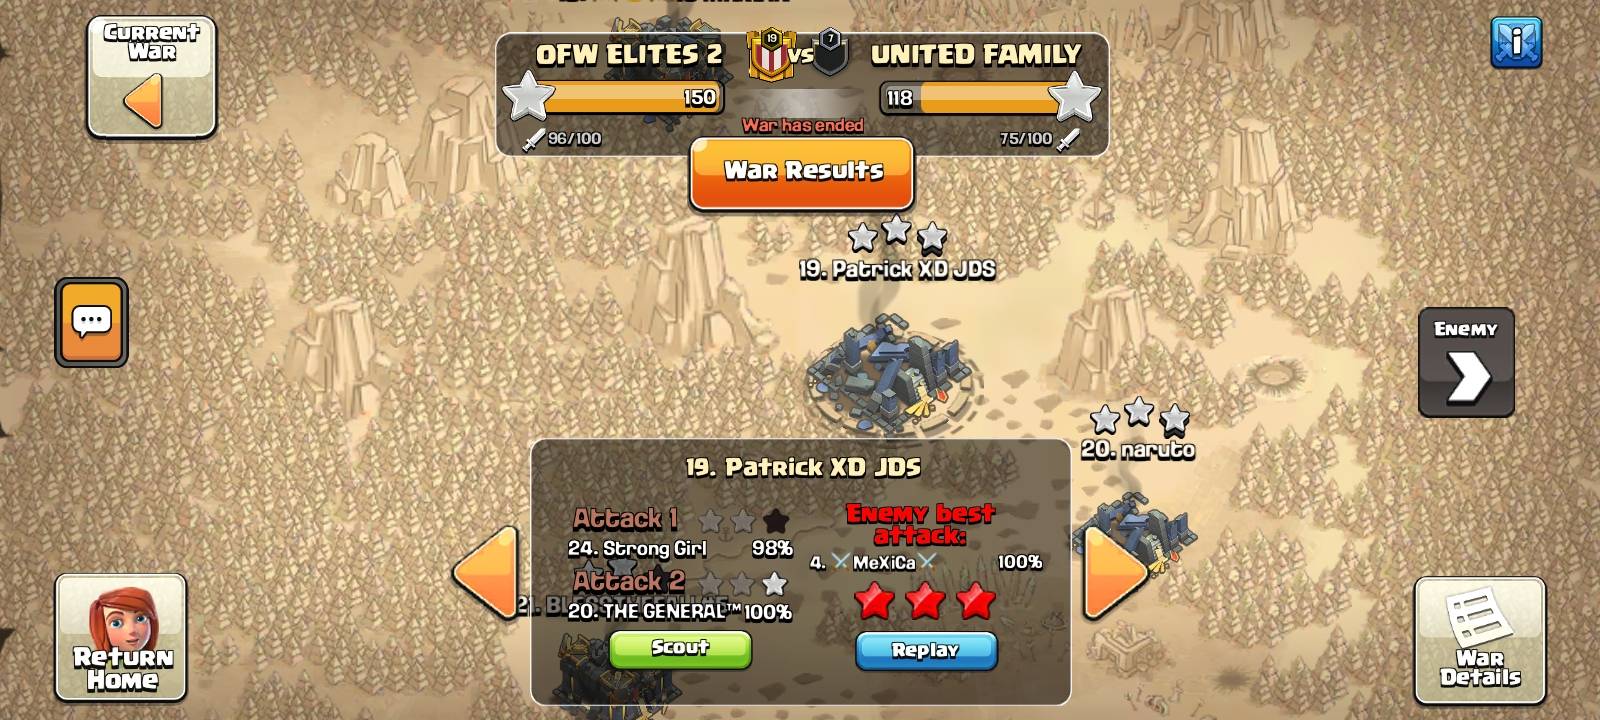 Current
War
OFW ELITES 2
19
vs
7
UNITED FAMILY
150
118
96/100
War has ended
75/100
War Results
19. Patrick XD JDS
Enemy
20. naruto
19. Patrick XD JDS
Attack 1
24. Strong Girl 98%
Attack 2
20. THE GENERAL™ 100%
Scout
Enemy best
attack:
4. ⚔MeXiCa⚔ 100%
Replay
21.
Return
Home
War
Details